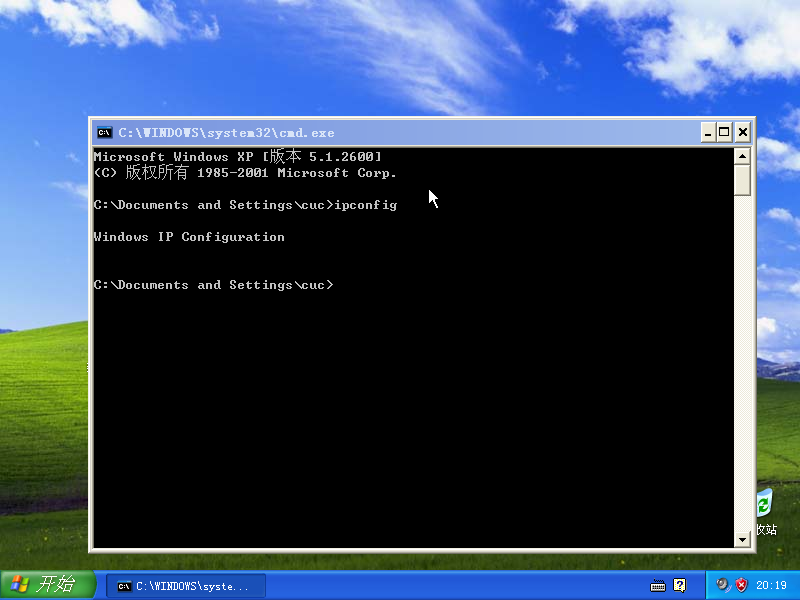 C:\WINDOWS\system32\cmd.exe
Microsoft Windows XP [版本 5.1.2600]
(C) 版权所有 1985-2001 Microsoft Corp.
C:\Documents and Settings\cuc>ipconfig
Windows IP Configuration
C:\Documents and Settings\cuc>
收站
开始
C:\WINDOWS\syste...
20:19